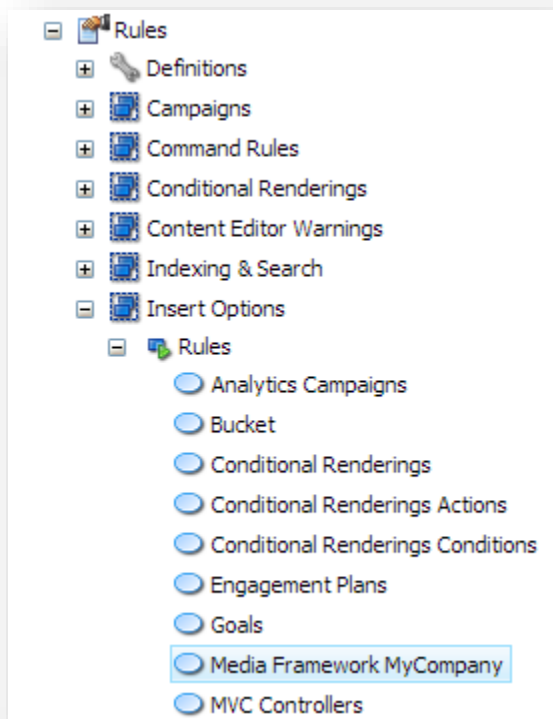 Rules
Definitions
Campaigns
Command Rules
Conditional Renderings
Content Editor Warnings
Indexing & Search
Insert Options
Rules
Analytics Campaigns
Bucket
Conditional Renderings
Conditional Renderings Actions
Conditional Renderings Conditions
Engagement Plans
Goals
Media Framework MyCompany
MVC Controllers